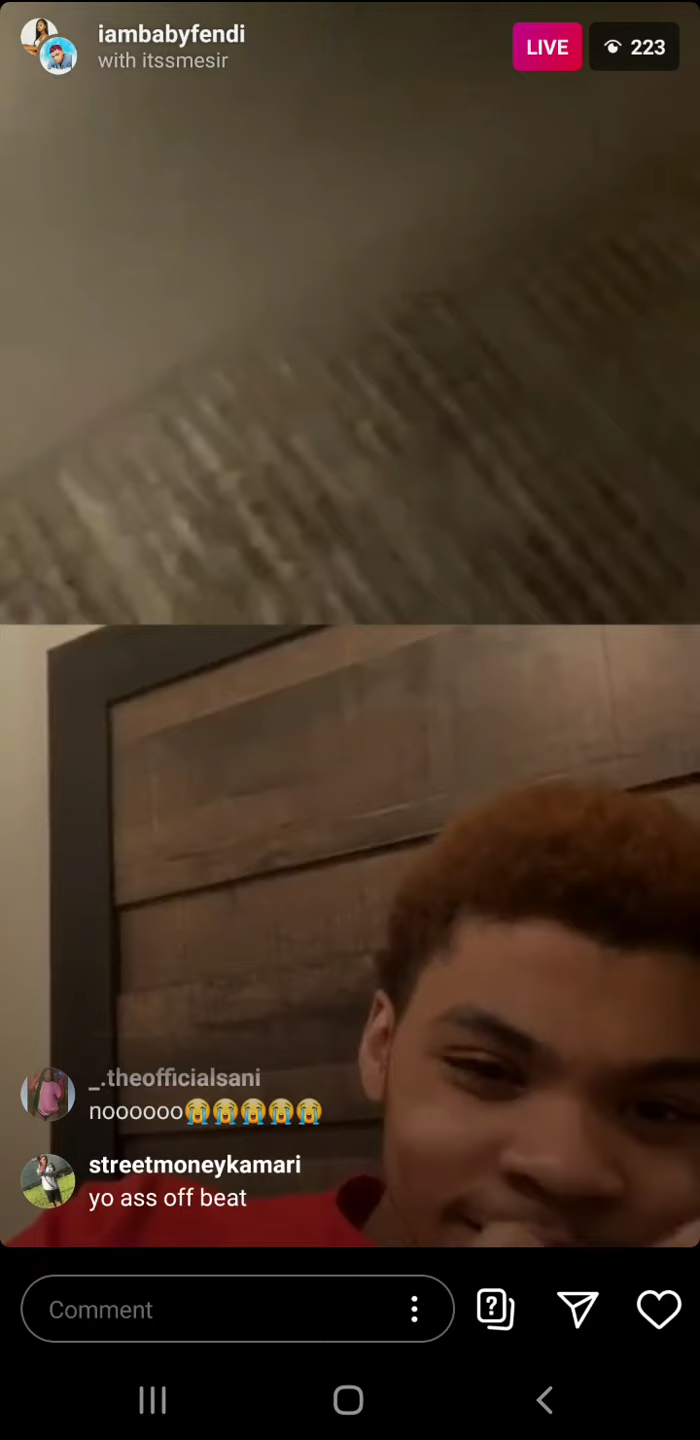 iambabyfendi
with itssmesir
LIVE
223
_.theofficialsani
noooooo😭😭😭😭😭
streetmoneykamari
yo ass off beat
Comment